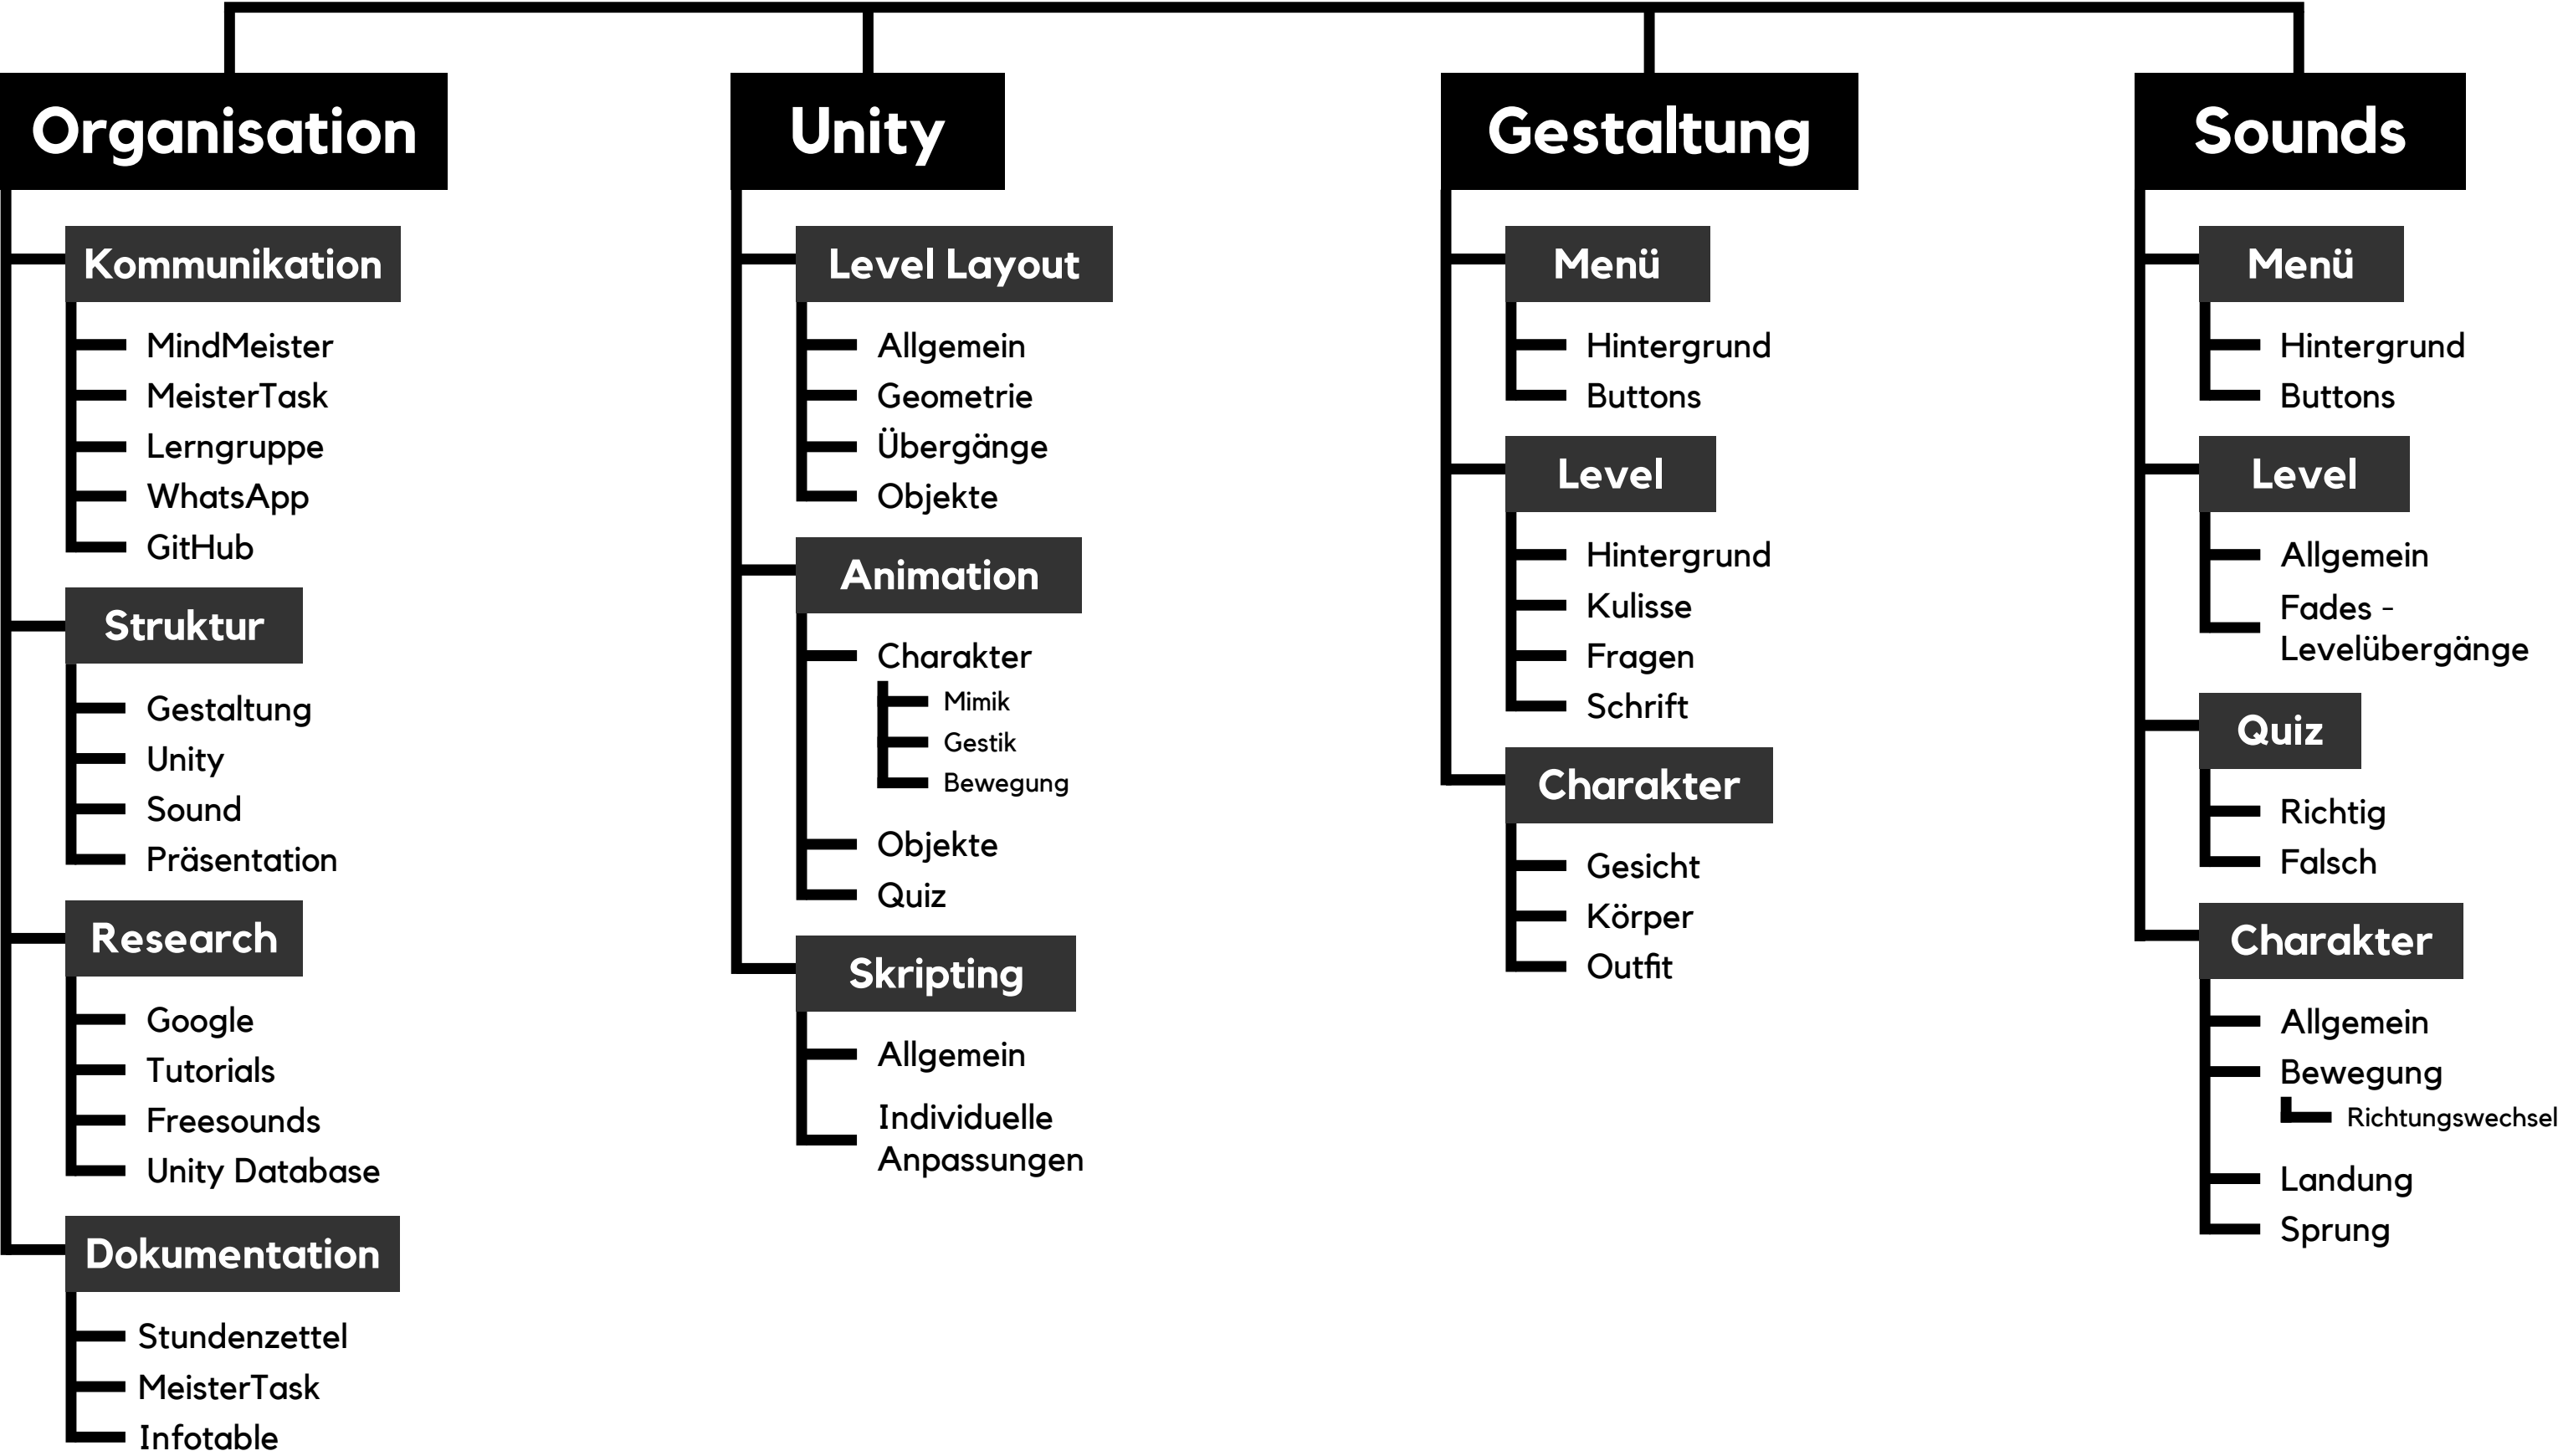 Organisation
Kommunikation
MindMeister
MeisterTask
Lerngruppe
WhatsApp
GitHub
Struktur
Gestaltung
Unity
Sound
Präsentation
Research
Google
Tutorials
Freesounds
Unity Database
Dokumentation
Stundenzettel
MeisterTask
Infotable
Unity
Level Layout
Allgemein
Geometrie
Übergänge
Objekte
Animation
Charakter
Mimik
Gestik
Bewegung
Objekte
Quiz
Skripting
Allgemein
Individuelle
Anpassungen
Gestaltung
Menü
Hintergrund
Buttons
Level
Hintergrund
Kulisse
Fragen
Schrift
Charakter
Gesicht
Körper
Outfit
Sounds
Menü
Hintergrund
Buttons
Level
Allgemein
Fades -
Levelübergänge
Quiz
Richtig
Falsch
Charakter
Allgemein
Bewegung
Richtungswechsel
Landung
Sprung